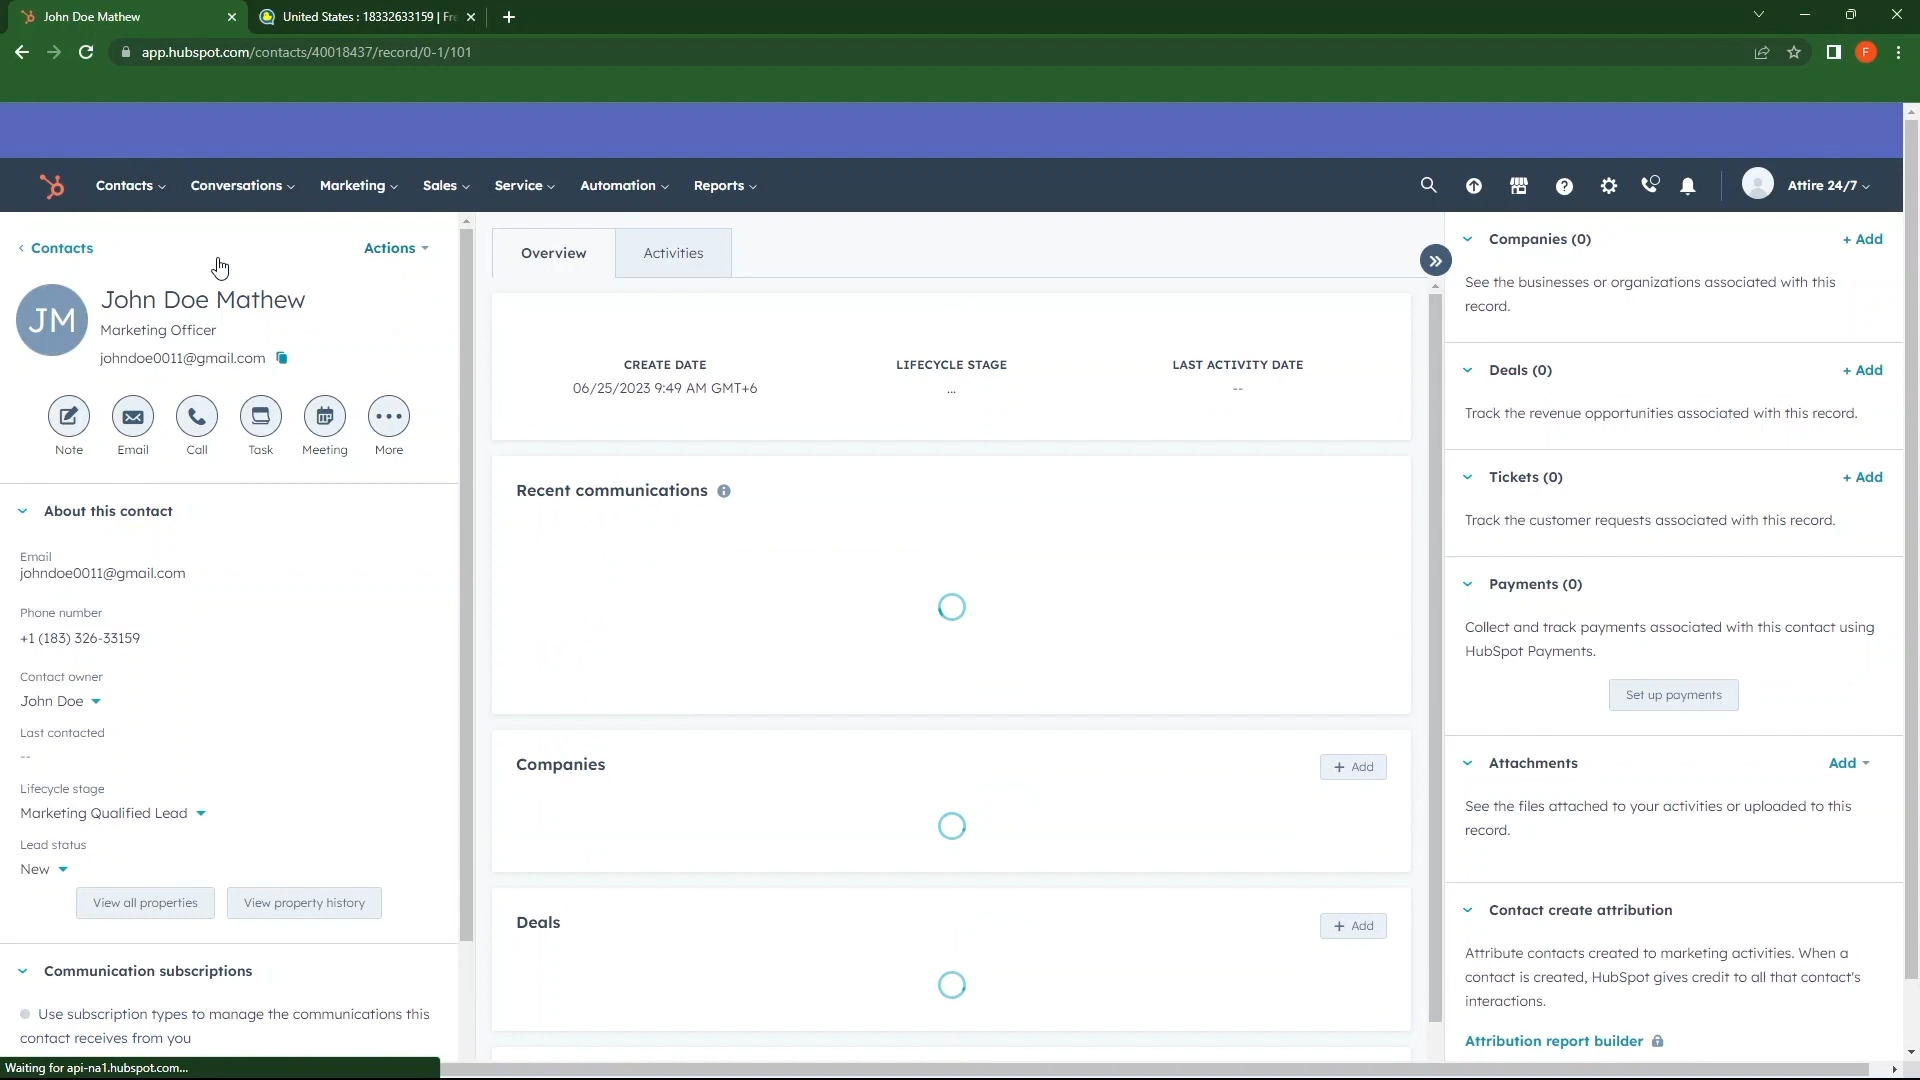 John Doe Mathew
United States : 18332633159 | Fre
app.hubspot.com/contacts/40018437/record/0-1/101
F
Contacts
Conversations
Marketing
Sales
Service
Automation
Reports
Attire 24/7
Contacts
Actions
JM
John Doe Mathew
Marketing Officer
johndoe0011@gmail.com
Note
Email
Call
Task
Meeting
More
About this contact
Email
johndoe0011@gmail.com
Phone number
+1 (183) 326-33159
Contact owner
John Doe
Last contacted
--
Lifecycle stage
Marketing Qualified Lead
Lead status
New
View all properties
View property history
Communication subscriptions
Use subscription types to manage the communications this
contact receives from you
Waiting for api-na1.hubspot.com...
Overview
Activities
CREATE DATE
06/25/2023 9:49 AM GMT+6
LIFECYCLE STAGE
...
LAST ACTIVITY DATE
--
Recent communications
Companies
+ Add
Deals
+ Add
Companies (0)
+ Add
See the businesses or organizations associated with this
record.
Deals (0)
+ Add
Track the revenue opportunities associated with this record.
Tickets (0)
+ Add
Track the customer requests associated with this record.
Payments (0)
Collect and track payments associated with this contact using
HubSpot Payments.
Set up payments
Attachments
Add
See the files attached to your activities or uploaded to this
record.
Contact create attribution
Attribute contacts created to marketing activities. When a
contact is created, HubSpot gives credit to all that contact's
interactions.
Attribution report builder